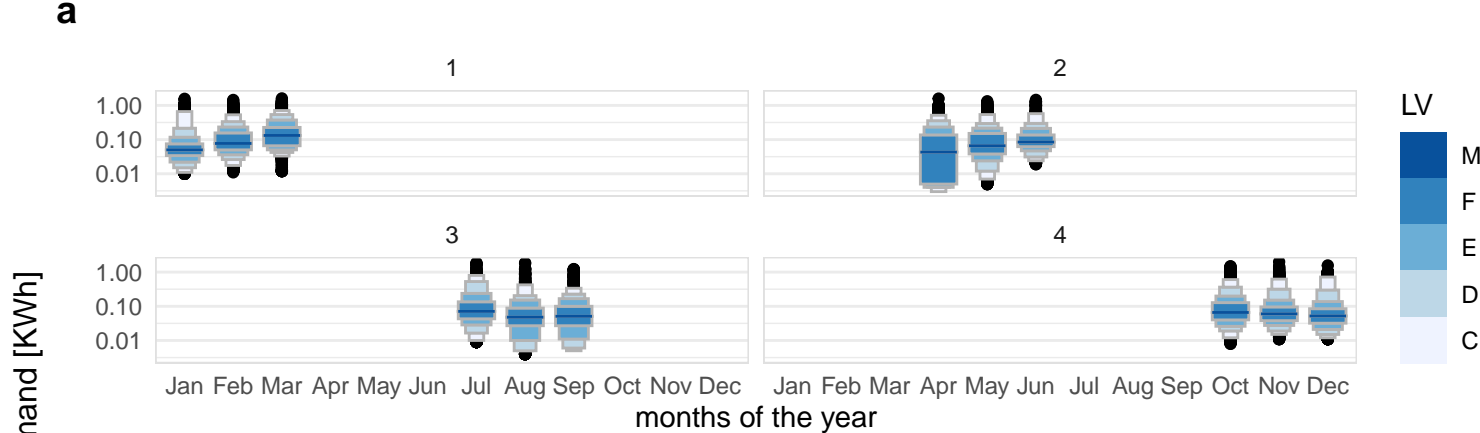 a
1 2
1.00
0.10
0.01
3 4
1.00
0.10
0.01
Jan Feb Mar Apr May Jun Jul Aug Sep Oct Nov Dec Jan Feb Mar Apr May Jun Jul Aug Sep Oct Nov Dec
months of the year
[KWh]
LV
M
F
E
D
C